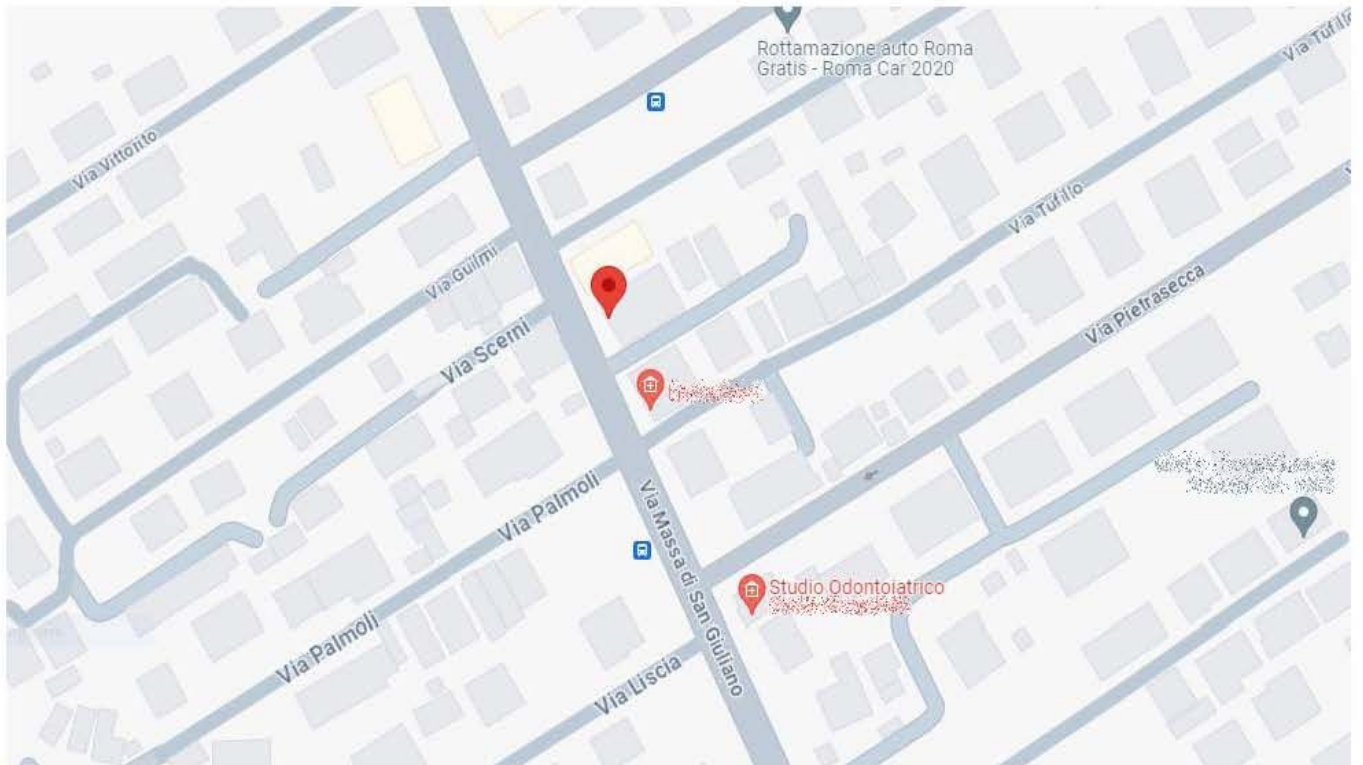 Rottamazione auto Roma
Gratis - Roma Car 2020
Via Tufillo
Via Vittorito
Via Tufillo
Via Guilmi
Via Pietrasecca
Via Scerni
Via Palmoli
Via Massa di San Giuliano
Studio Odontoiatrico
Via Palmoli
Via Liscia